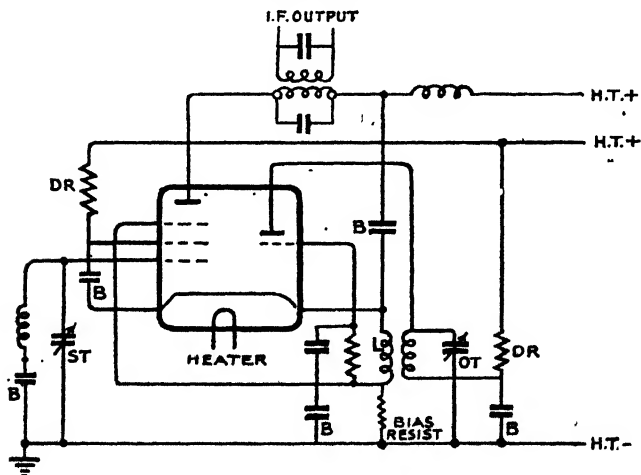 I.F. OUTPUT
H.T.+
H.T.+
DR
B
B
ST
HEATER
L
OT
DR
B
B
BIAS
RESIST
B
H.T.-